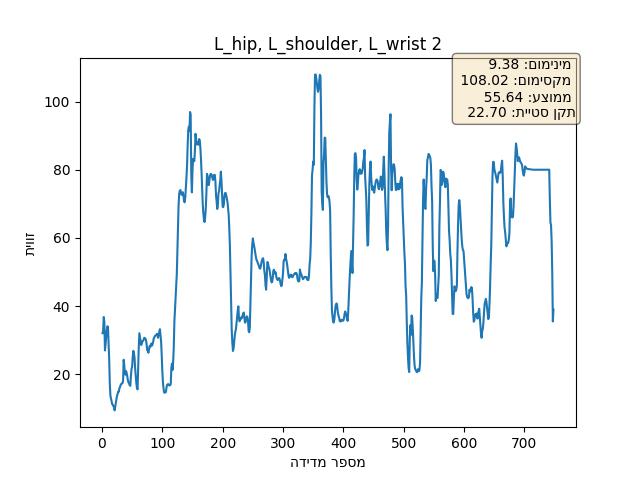 L_hip, L_shoulder, L_wrist 2
מינימום: 9.38
מקסימום: 108.02
ממוצע: 55.64
תקן סטיית: 22.70
100
80
60
40
20
זווית
0 100 200 300 400 500 600 700
מספר מדידה